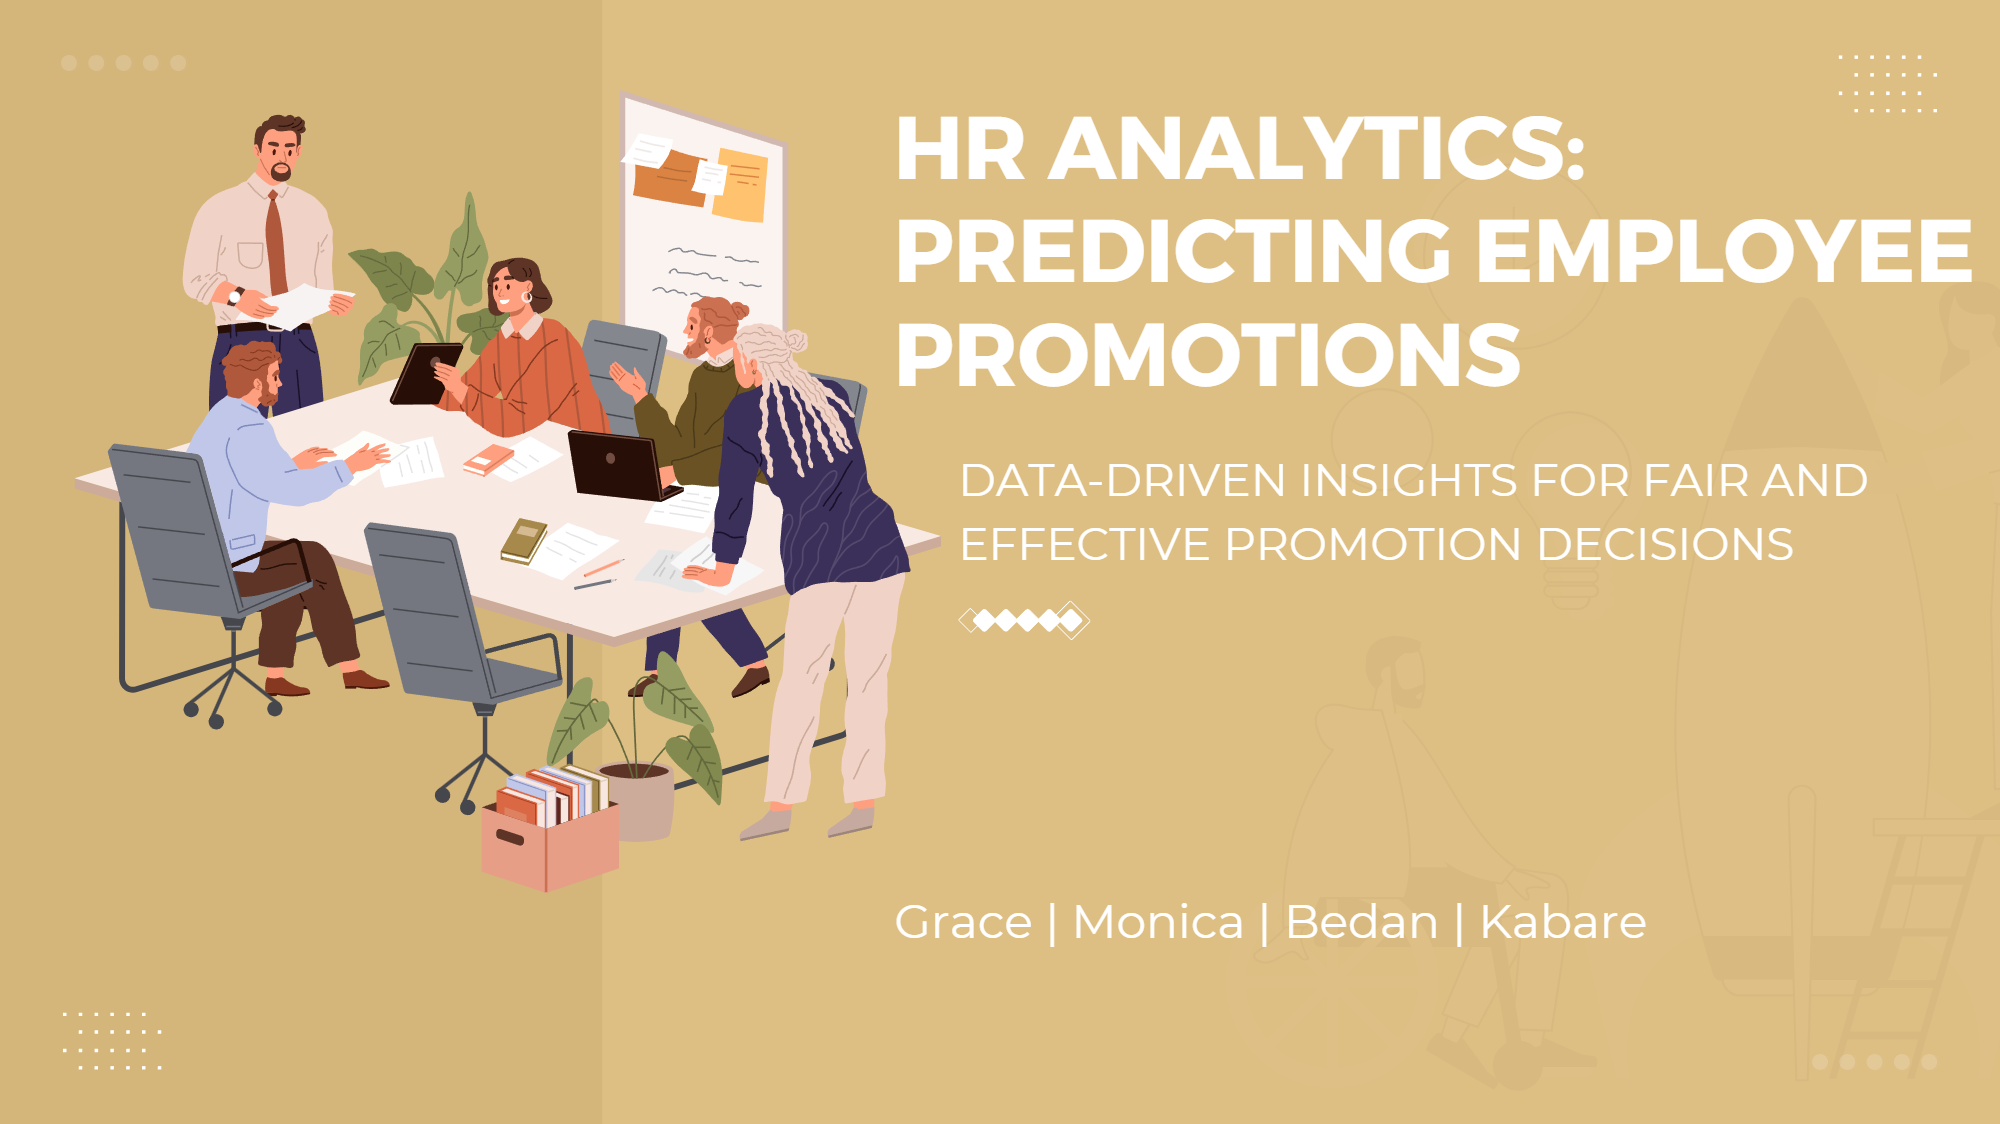 HR ANALYTICS:
PREDICTING EMPLOYEE
PROMOTIONS
DATA-DRIVEN INSIGHTS FOR FAIR AND
EFFECTIVE PROMOTION DECISIONS
Grace | Monica | Bedan | Kabare